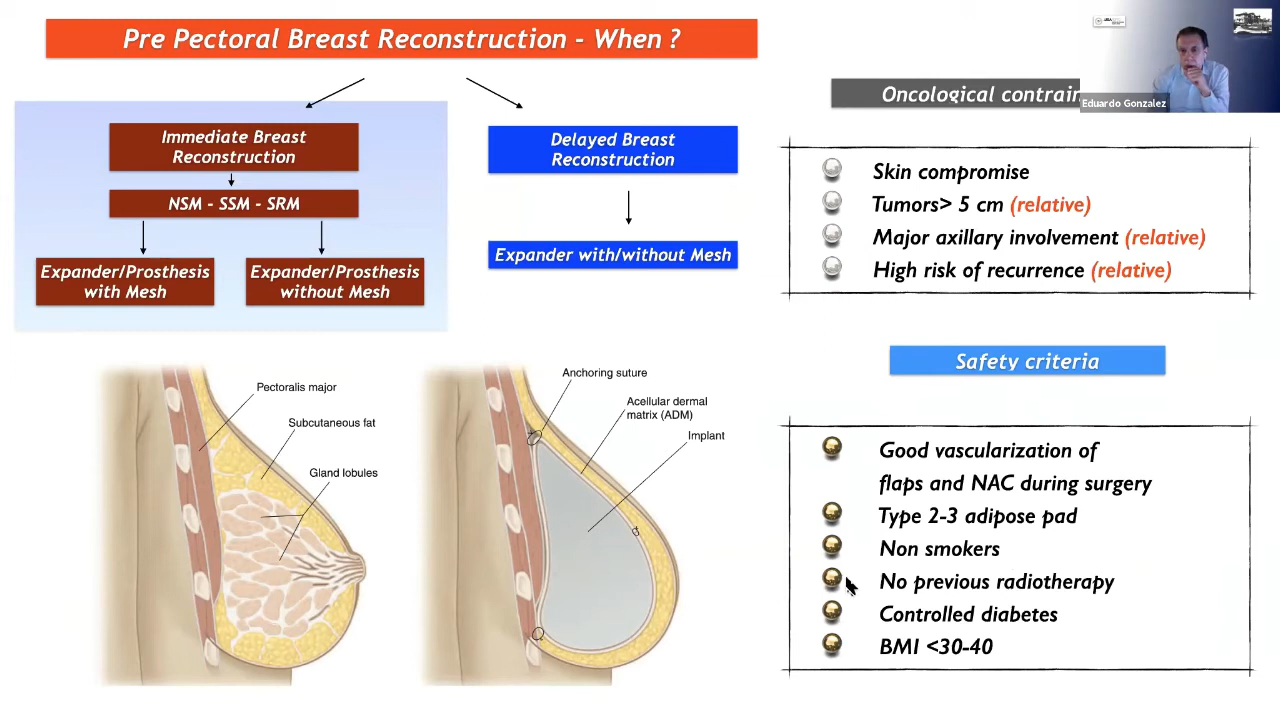 Pre Pectoral Breast Reconstruction - When ?
Immediate Breast
Reconstruction
NSM - SSM - SRM
Expander/Prosthesis
with Mesh
Expander/Prosthesis
without Mesh
Delayed Breast
Reconstruction
Expander with/without Mesh
Pectoralis major
Subcutaneous fat
Gland lobules
Anchoring suture
Acellular dermal
matrix (ADM)
Implant
Oncological
Eduardo Gonzalez
Skin compromise
Tumors> 5 cm (relative)
Major axillary involvement (relative)
High risk of recurrence (relative)
Safety criteria
Good vascularization of
flaps and NAC during surgery
Type 2-3 adipose pad
Non smokers
No previous radiotherapy
Controlled diabetes
BMI <30-40